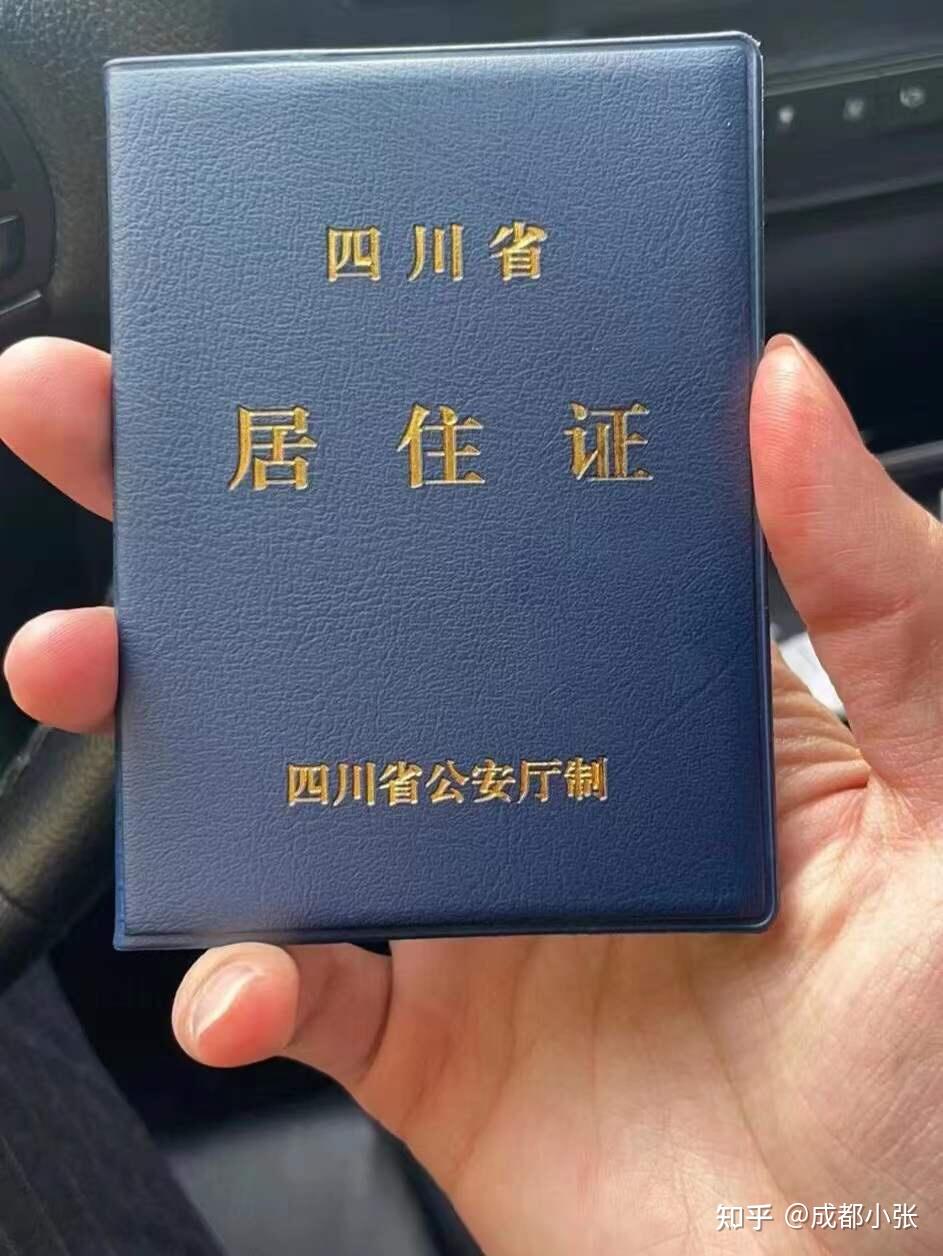 四川省
居住证
四川省公安厅制
知乎 @成都小张